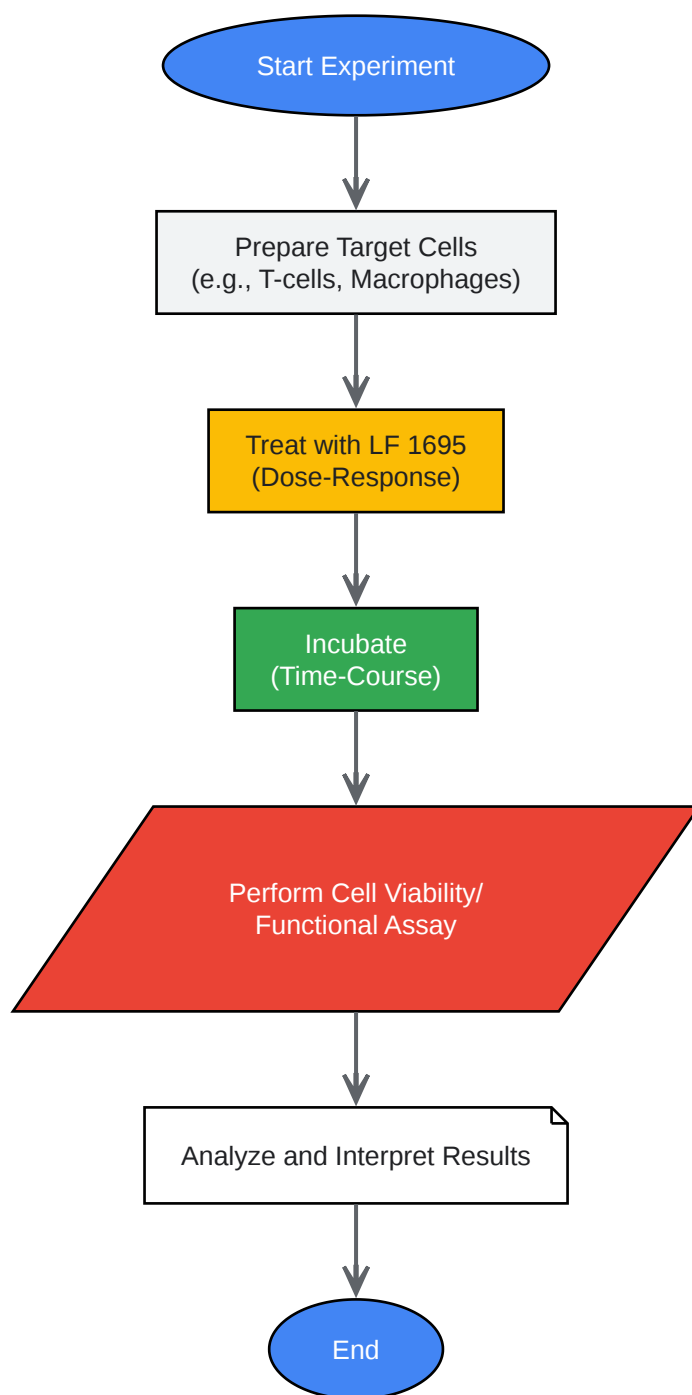 Start Experiment
Prepare Target Cells
(e.g., T-cells, Macrophages)
Treat with LF 1695
(Dose-Response)
Incubate
(Time-Course)
Perform Cell Viability/
Functional Assay
Analyze and Interpret Results
End